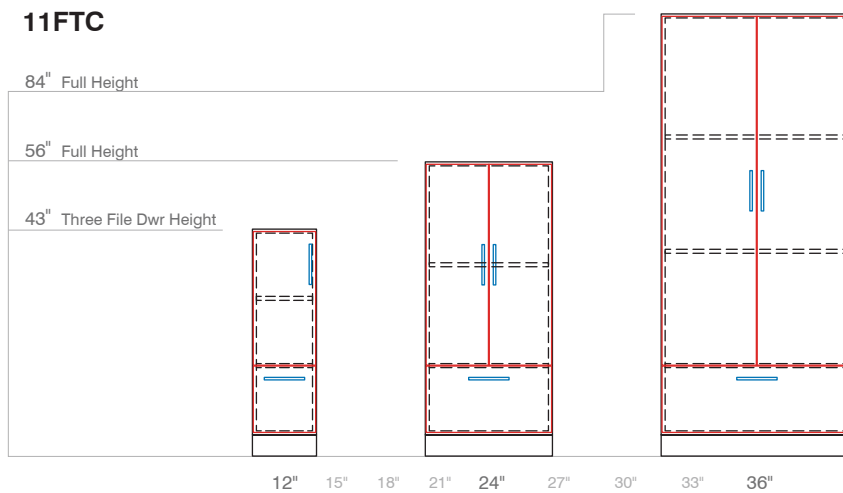 11FTC
84" Full Height
56" Full Height
43" Three File Dwr Height
12" 15" 18" 21" 24" 27" 30" 33" 36"